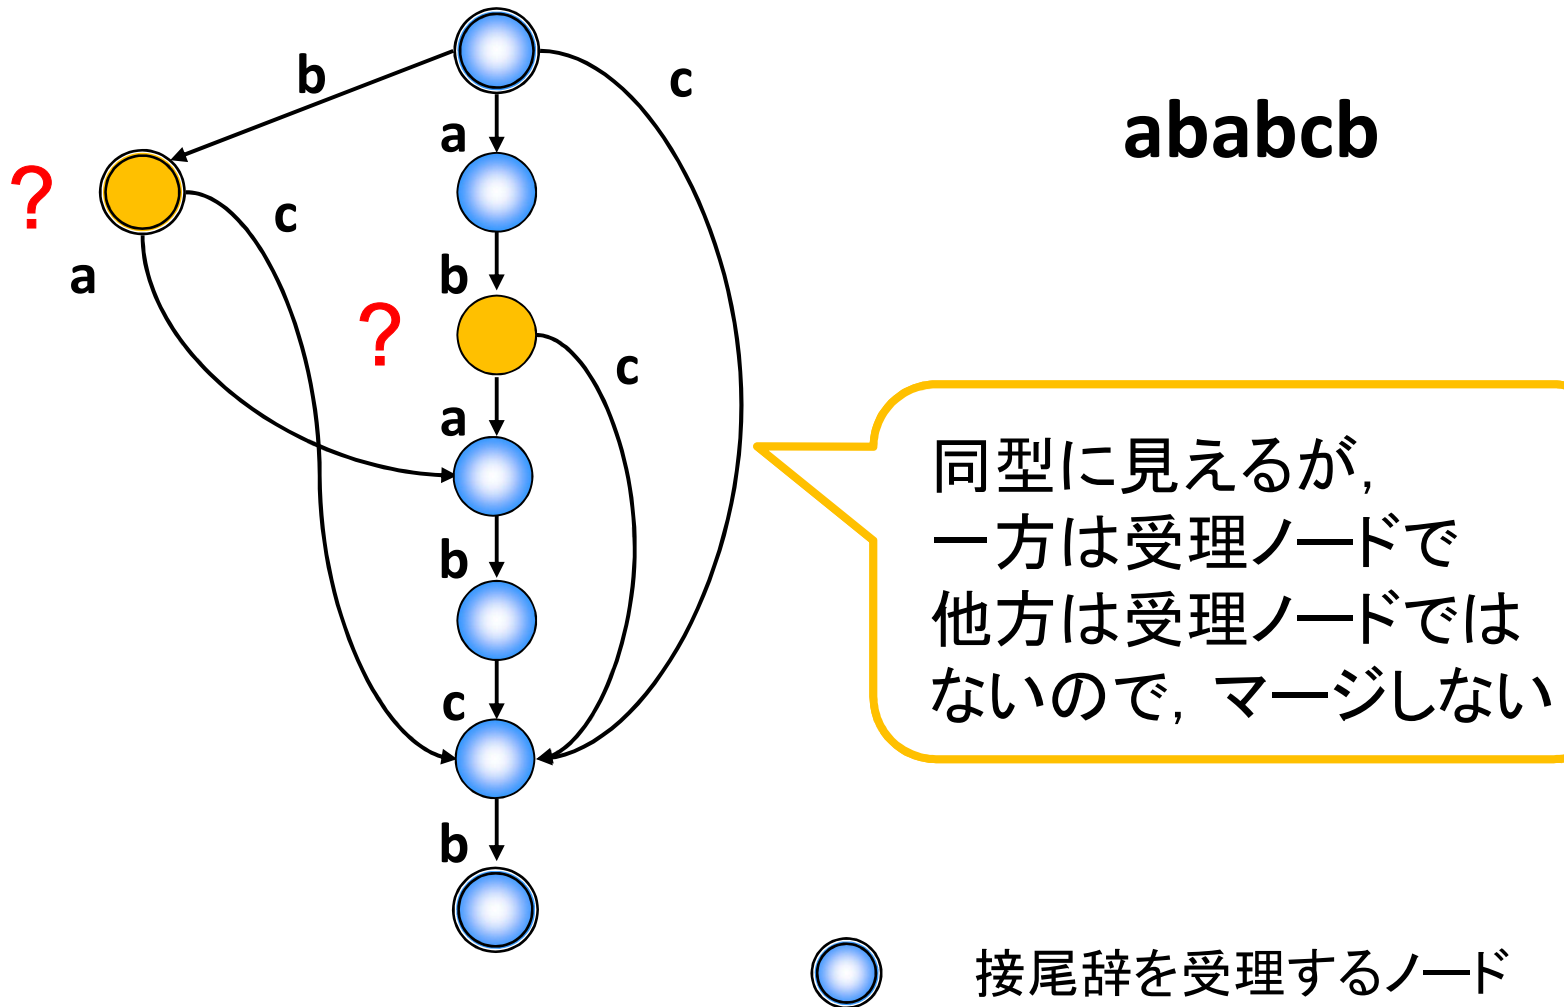 b
c
a
ababcb
?
c
a
b
?
c
a
b
c
b
同型に見えるが,
一方は受理ノードで
他方は受理ノードでは
ないので, マージしない
接尾辞を受理するノード